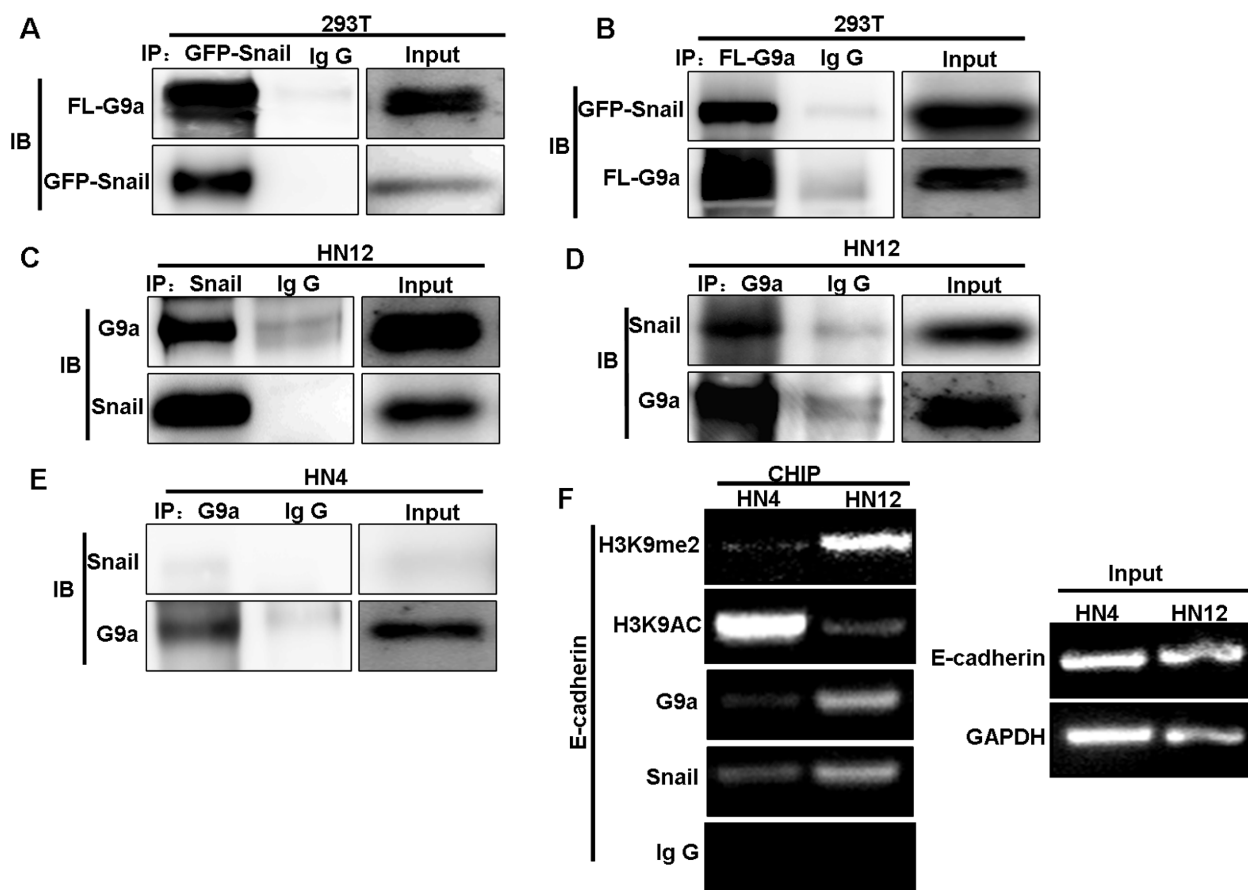 A
293T
IP: GFP-Snail Ig G Input
IB
FL-G9a
GFP-Snail
B
293T
IP: FL-G9a Ig G Input
IB
GFP-Snail
FL-G9a
C
HN12
IP: Snail Ig G Input
IB
G9a
Snail
D
HN12
IP: G9a Ig G Input
IB
Snail
G9a
E
HN4
IP: G9a Ig G Input
IB
Snail
G9a
F
CHIP
HN4 HN12
E-cadherin
H3K9me2
H3K9AC
G9a
Snail
Ig G
Input
HN4 HN12
E-cadherin
GAPDH